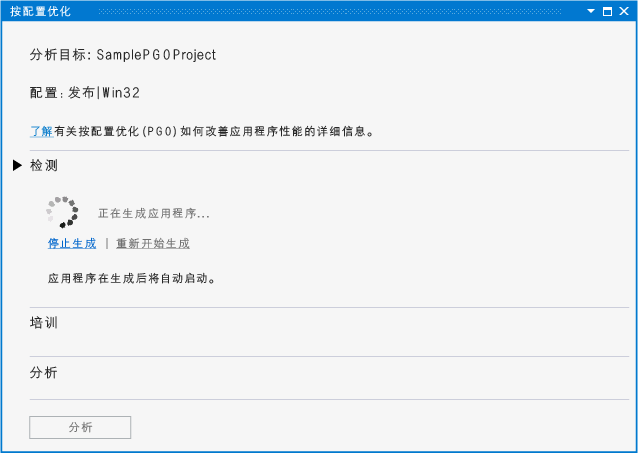 按配置优化
分析目标: SamplePGOProject
配置: 发布|Win32
了解有关按配置优化(PGO)如何改善应用程序性能的详细信息。
检测
正在生成应用程序...
停止生成 | 重新开始生成
应用程序在生成后将自动启动。
培训
分析
分析